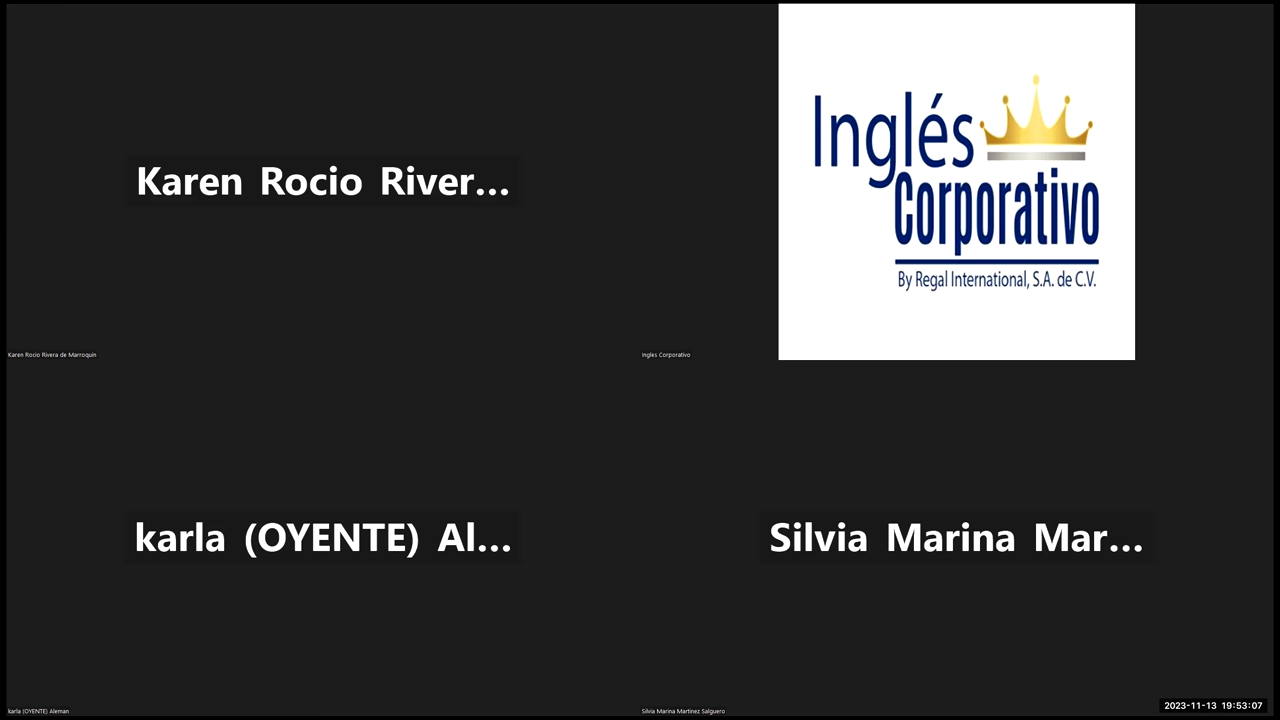 Karen Rocio River...
Karen Rocio Rivera de Marroquin
Inglés
Corporativo
By Regal International, S.A. de C.V.
Ingles Corporativo
karla (OYENTE) Al...
karla (OYENTE) Aleman
Silvia Marina Mar...
Silvia Marina Martinez Salguero
2023-11-13 19:53:07